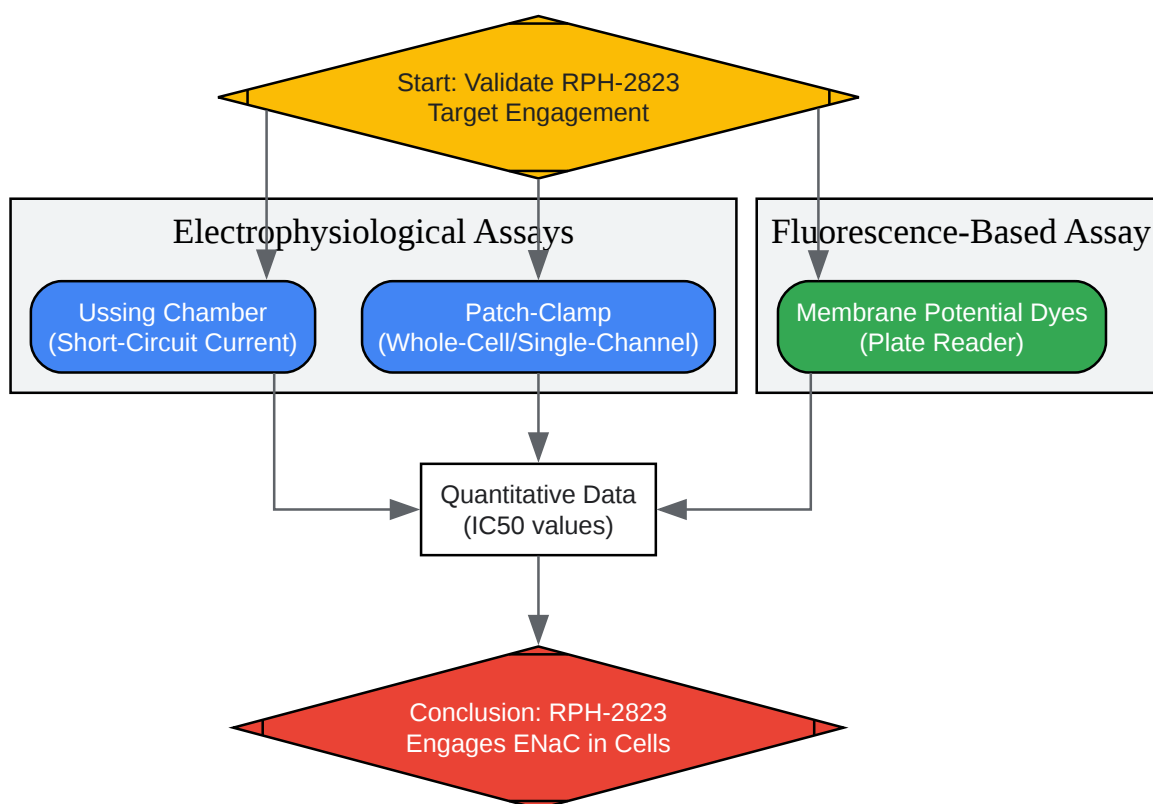 Start: Validate RPH-2823
Target Engagement
Electrophysiological Assays
Fluorescence-Based Assay
Ussing Chamber
(Short-Circuit Current)
Patch-Clamp
(Whole-Cell/Single-Channel)
Membrane Potential Dyes
(Plate Reader)
Quantitative Data
(IC50 values)
Conclusion: RPH-2823
Engages ENaC in Cells